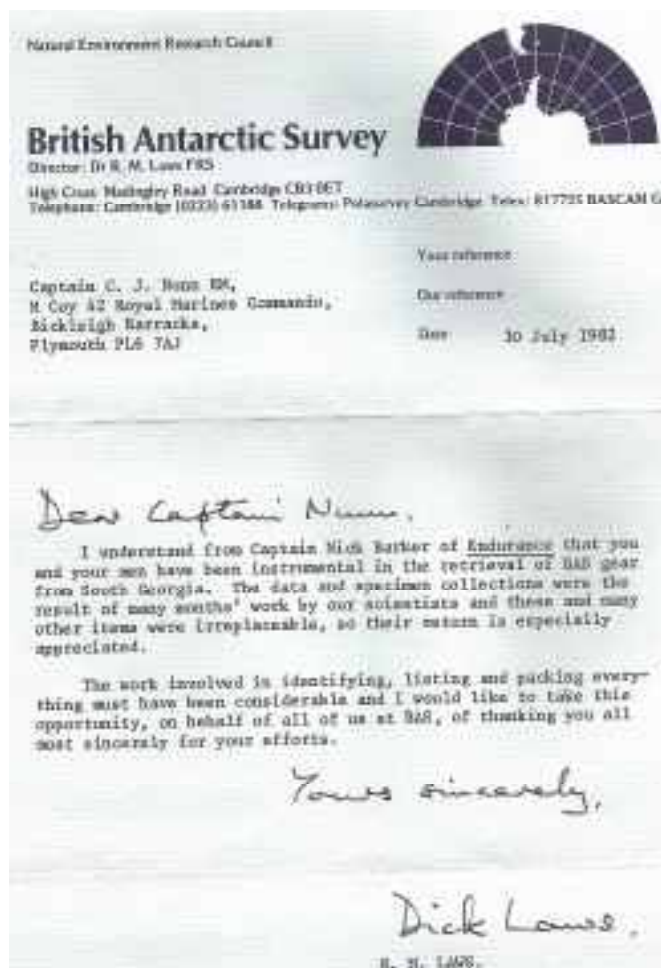 Natural Environment Research Council
British Antarctic Survey
Director: Dr R. M. Laws FRS
High Cross Madingley Road Cambridge CB3 0ET
Telephone: Cambridge (0223) 61188 Telegrams: Polarsurvey Cambridge Telex: 817725 BASCAM G
Your reference
Captain C. J. Nunn RM,
M Coy 42 Royal Marines Commando,
Our reference
Bickleigh Barracks,
Plymouth PL6 7AJ
Date 30 July 1982
Dear Captain Nunn,
I understand from Captain Nick Barker of Endurance that you
and your men have been instrumental in the retrieval of BAS gear
from South Georgia. The data and specimen collections were the
result of many months' work by our scientists and these and many
other items were irreplaceable, so their return is especially
appreciated.
The work involved in identifying, listing and packing every-
thing must have been considerable and I would like to take this
opportunity, on behalf of all of us at BAS, of thanking you all
most sincerely for your efforts.
Yours sincerely,
Dick Laws.
R. M. LAWS.